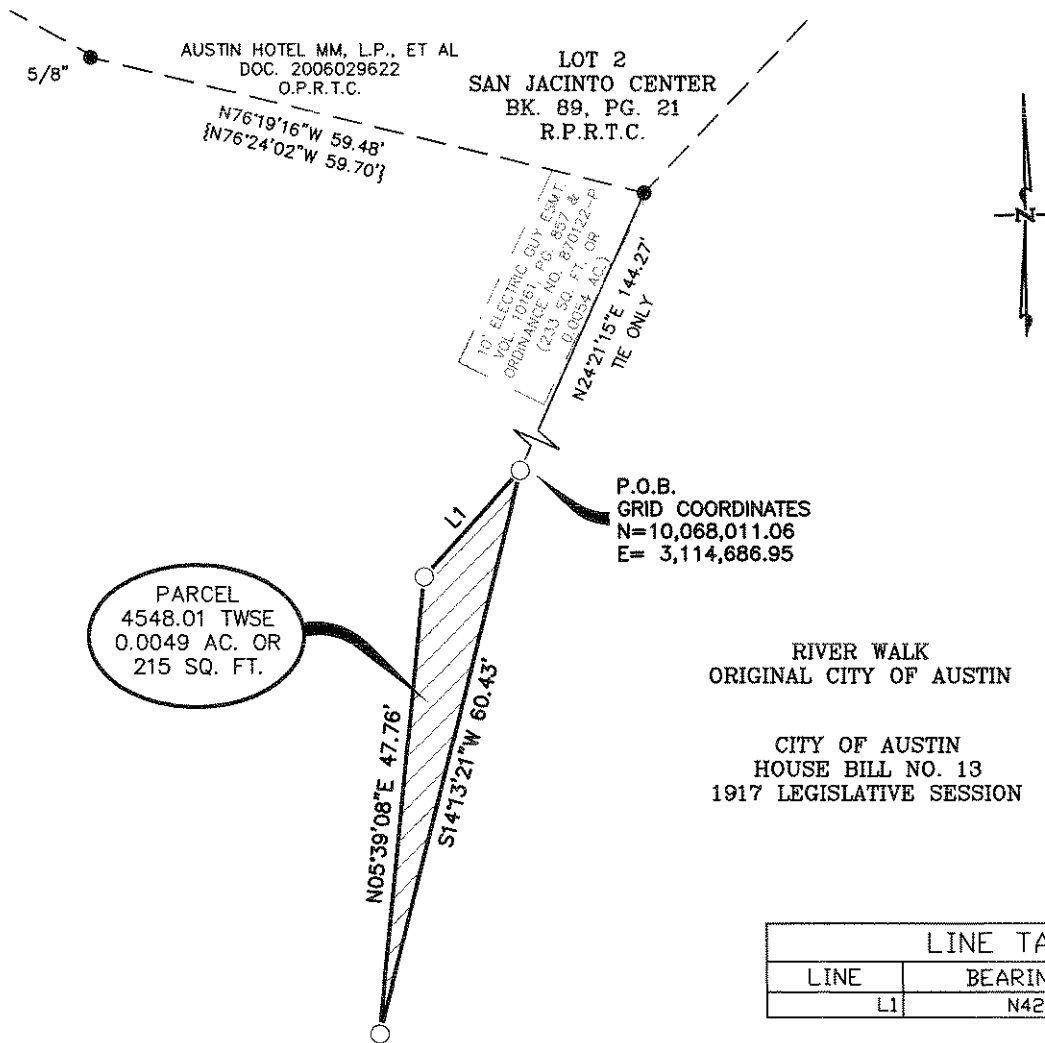 5/8"
AUSTIN HOTEL MM, L.P., ET AL
DOC. 2006029622
O.P.R.T.C.
N76°19'16"W 59.48'
{N76°24'02"W 59.70'}
LOT 2
SAN JACINTO CENTER
BK. 89, PG. 21
R.P.R.T.C.
N
10' ELECTRIC GUY ESMT.
VOL. 10161, PG. 857 &
ORDINANCE NO. 870122-P
(233 SQ. FT. OR
0.0054 AC.)
N24°21'15"E 144.27'
TIE ONLY
P.O.B.
GRID COORDINATES
N=10,068,011.06
E= 3,114,686.95
L1
PARCEL
4548.01 TWSE
0.0049 AC. OR
215 SQ. FT.
N05°39'08"E 47.76'
S14°13'21"W 60.43'
RIVER WALK
ORIGINAL CITY OF AUSTIN
CITY OF AUSTIN
HOUSE BILL NO. 13
1917 LEGISLATIVE SESSION
LINE TA
LINE BEARIN
L1 N42